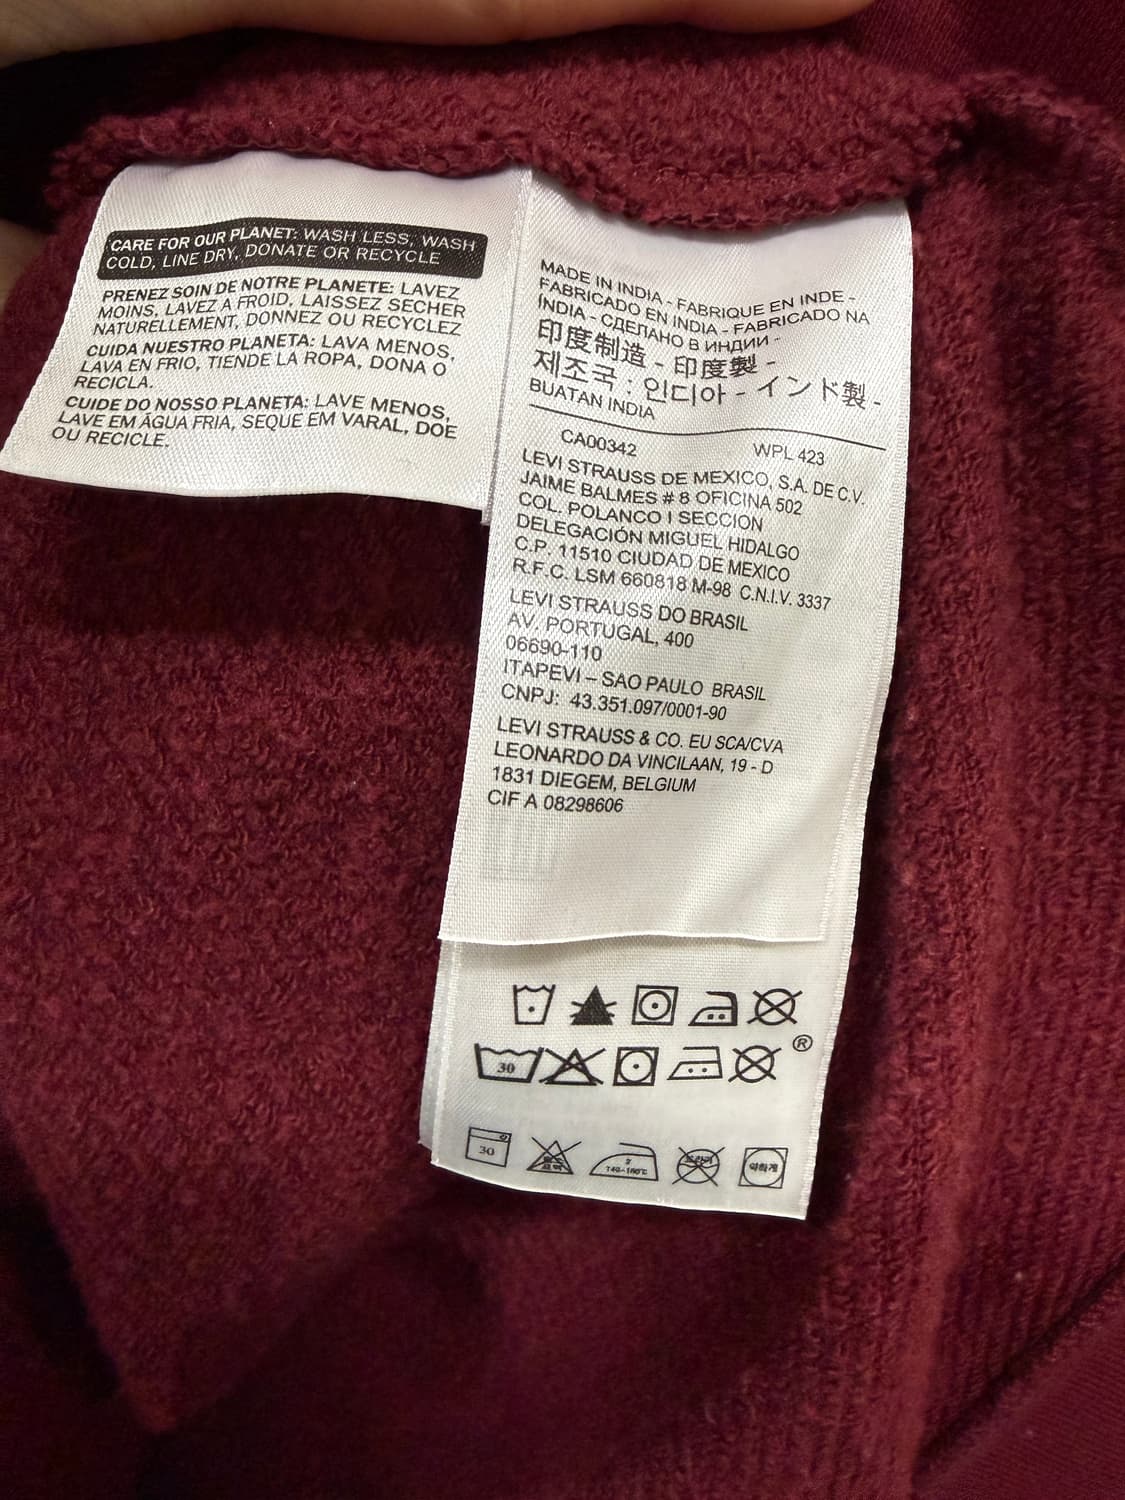 CARE FOR OUR PLANET: WASH LESS, WASH
COLD, LINE DRY, DONATE OR RECYCLE
PRENEZ SOIN DE NOTRE PLANETE: LAVEZ
MOINS, LAVEZ A FROID, LAISSEZ SECHER
NATURELLEMENT, DONNEZ OU RECYCLEZ
CUIDA NUESTRO PLANETA: LAVA MENOS,
LAVA EN FRIO, TIENDE LA ROPA, DONA O
RECICLA.
CUIDE DO NOSSO PLANETA: LAVE MENOS,
LAVE EM ÁGUA FRIA, SEQUE EM VARAL, DOE
OU RECICLE.
MADE IN INDIA - FABRIQUE EN INDE -
FABRICADO EN INDIA - FABRICADO NA
ÍNDIA - СДЕЛАНО В ИНДИИ -
印度制造 - 印度製 -
제조국 : 인디아 - インド製 -
BUATAN INDIA
CA00342 WPL 423
LEVI STRAUSS DE MEXICO, S.A. DE C.V.
JAIME BALMES # 8 OFICINA 502
COL. POLANCO I SECCION
DELEGACIÓN MIGUEL HIDALGO
C.P. 11510 CIUDAD DE MEXICO
R.F.C. LSM 660818 M-98 C.N.I.V. 3337
LEVI STRAUSS DO BRASIL
AV. PORTUGAL, 400
06690-110
ITAPEVI – SAO PAULO BRASIL
CNPJ: 43.351.097/0001-90
LEVI STRAUSS & CO. EU SCA/CVA
LEONARDO DA VINCILAAN, 19 - D
1831 DIEGEM, BELGIUM
CIF A 08298606
®
30
30 2 140~160℃ 약하게